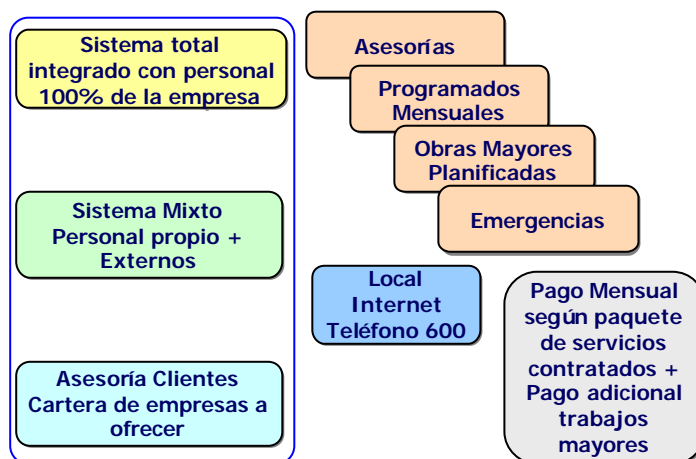 Sistema total
integrado con personal
100% de la empresa
Sistema Mixto
Personal propio +
Externos
Asesoría Clientes
Cartera de empresas a
ofrecer
Asesorías
Programados
Mensuales
Obras Mayores
Planificadas
Emergencias
Local
Internet
Teléfono 600
Pago Mensual
según paquete
de servicios
contratados +
Pago adicional
trabajos
mayores